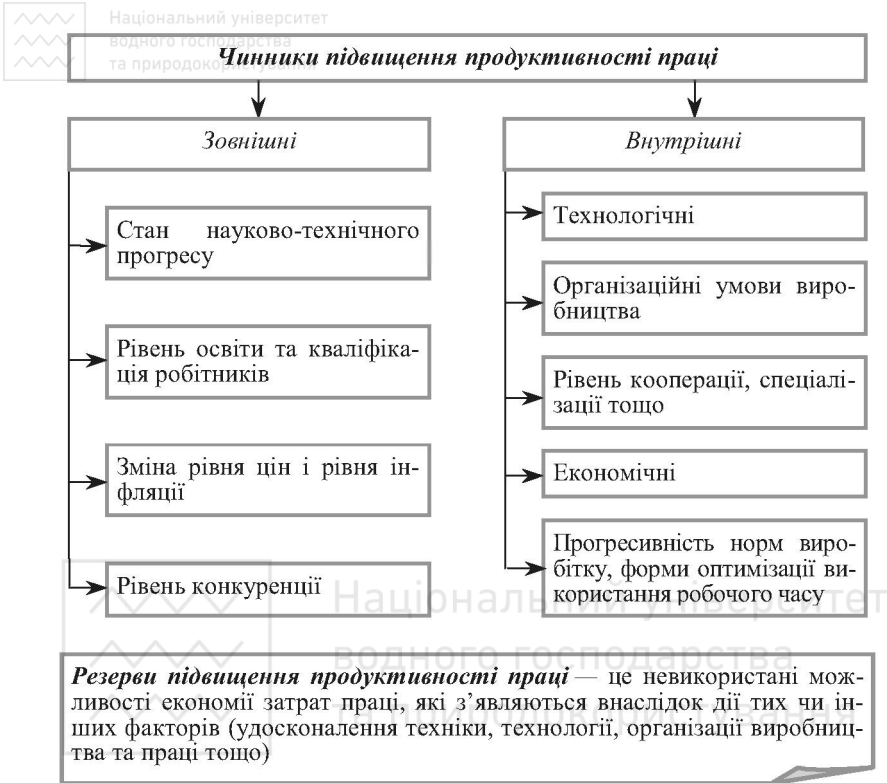 Національний університет
водного господарства
та природокористування
Чинники підвищення продуктивності праці
Зовнішні
Стан науково-технічного
прогресу
Рівень освіти та кваліфіка-
ція робітників
Зміна рівня цін і рівня ін-
фляції
Рівень конкуренції
Внутрішні
Технологічні
Організаційні умови виро-
бництва
Рівень кооперації, спеціалі-
зації тощо
Економічні
Прогресивність норм виро-
бітку, форми оптимізації ви-
користання робочого часу
Національний університет
водного господарства
та природокористування
Резерви підвищення продуктивності праці — це невикористані мож-
ливості економії затрат праці, які з’являються внаслідок дії тих чи ін-
ших факторів (удосконалення техніки, технології, організації виробниц-
тва та праці тощо)